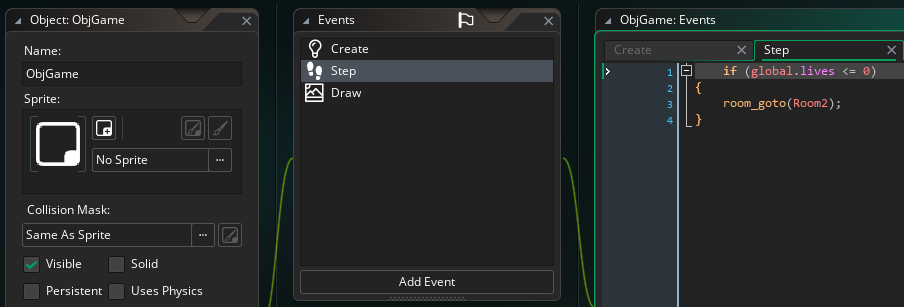 Object: ObjGame
Name:
ObjGame
Sprite:
No Sprite
...
Collision Mask:
Same As Sprite
...
Visible
Solid
Persistent
Uses Physics
Events
Create
Step
Draw
Add Event
ObjGame: Events
Create
Step
1 if (global.lives <= 0)
2 {
3 room_goto(Room2);
4 }